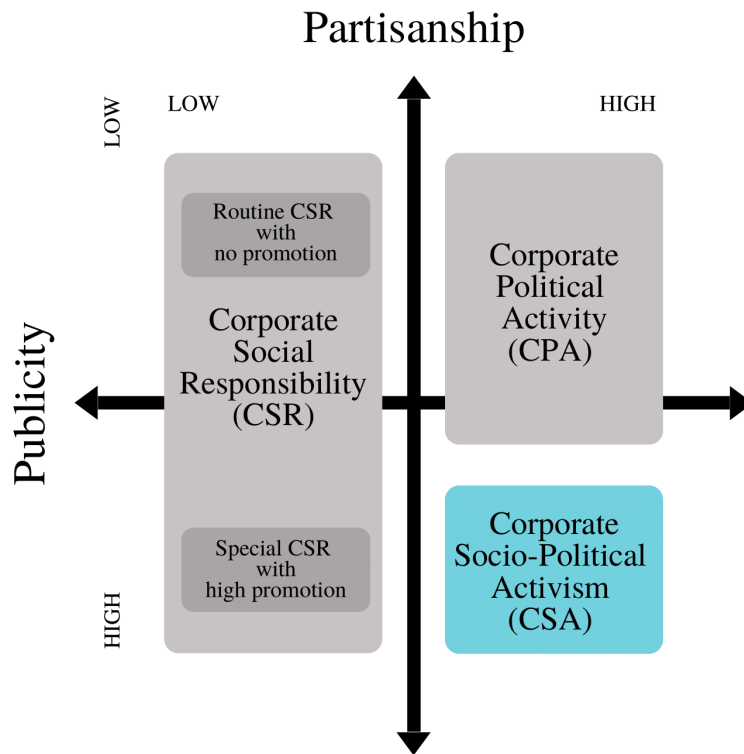 Partisanship
LOW
HIGH
LOW
Publicity
HIGH
Routine CSR
with
no promotion
Corporate
Social
Responsibility
(CSR)
Special CSR
with
high promotion
Corporate
Political
Activity
(CPA)
Corporate
Socio-Political
Activism
(CSA)